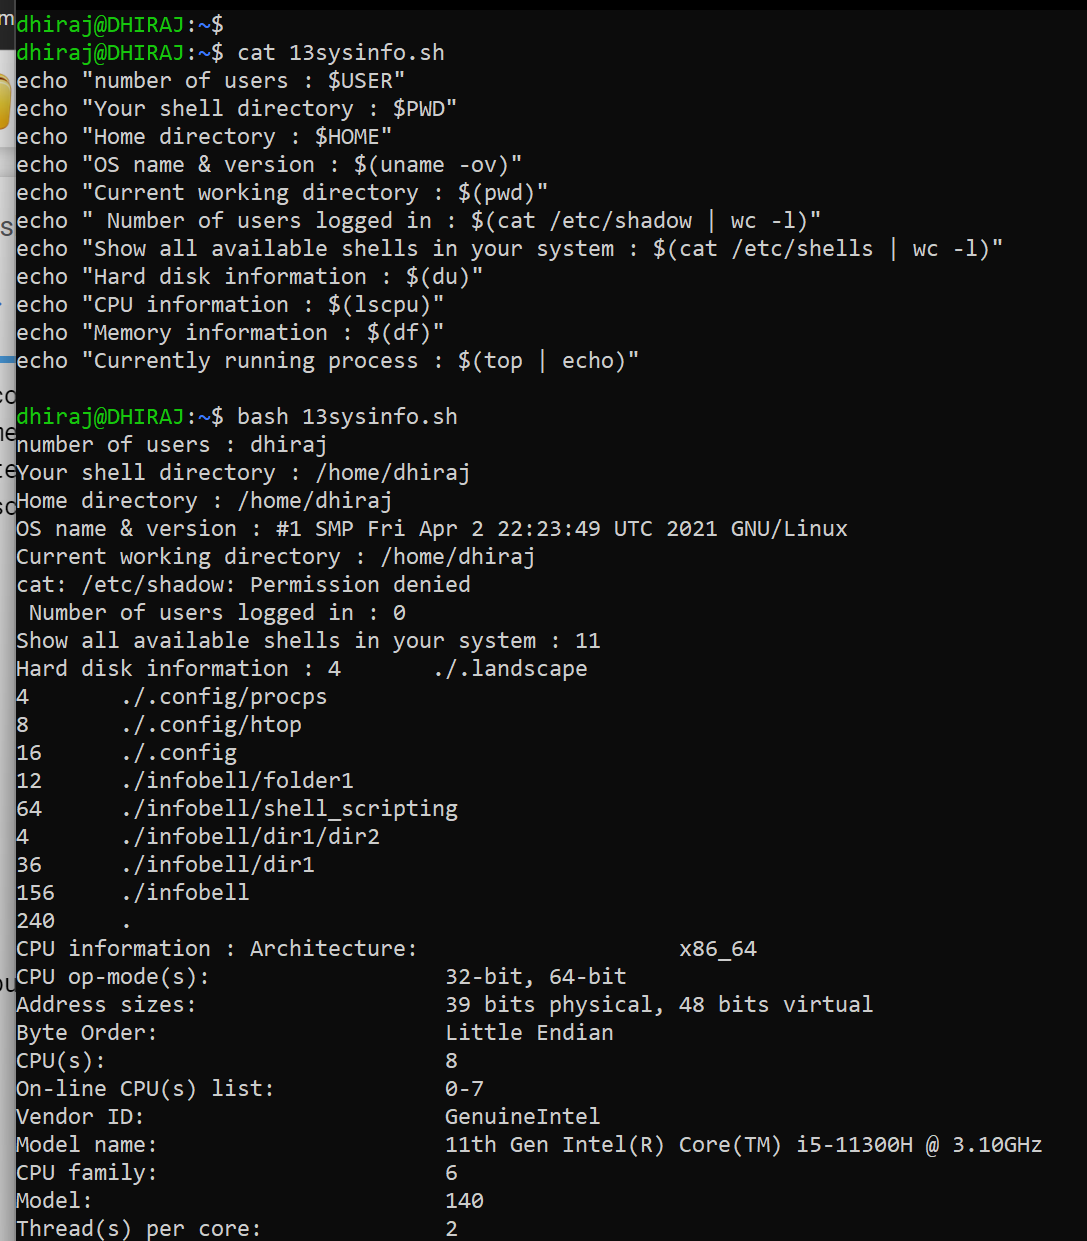 dhiraj@DHIRAJ:~$
dhiraj@DHIRAJ:~$ cat 13sysinfo.sh
echo "number of users : $USER"
echo "Your shell directory : $PWD"
echo "Home directory : $HOME"
echo "OS name & version : $(uname -ov)"
echo "Current working directory : $(pwd)"
echo " Number of users logged in : $(cat /etc/shadow | wc -l)"
echo "Show all available shells in your system : $(cat /etc/shells | wc -l)"
echo "Hard disk information : $(du)"
echo "CPU information : $(lscpu)"
echo "Memory information : $(df)"
echo "Currently running process : $(top | echo)"

dhiraj@DHIRAJ:~$ bash 13sysinfo.sh
number of users : dhiraj
Your shell directory : /home/dhiraj
Home directory : /home/dhiraj
OS name & version : #1 SMP Fri Apr 2 22:23:49 UTC 2021 GNU/Linux
Current working directory : /home/dhiraj
cat: /etc/shadow: Permission denied
 Number of users logged in : 0
Show all available shells in your system : 11
Hard disk information : 4       ./.landscape
4       ./.config/procps
8       ./.config/htop
16      ./.config
12      ./infobell/folder1
64      ./infobell/shell_scripting
4       ./infobell/dir1/dir2
36      ./infobell/dir1
156     ./infobell
240     .
CPU information : Architecture:                    x86_64
CPU op-mode(s):                  32-bit, 64-bit
Address sizes:                   39 bits physical, 48 bits virtual
Byte Order:                      Little Endian
CPU(s):                          8
On-line CPU(s) list:             0-7
Vendor ID:                       GenuineIntel
Model name:                      11th Gen Intel(R) Core(TM) i5-11300H @ 3.10GHz
CPU family:                      6
Model:                           140
Thread(s) per core:              2